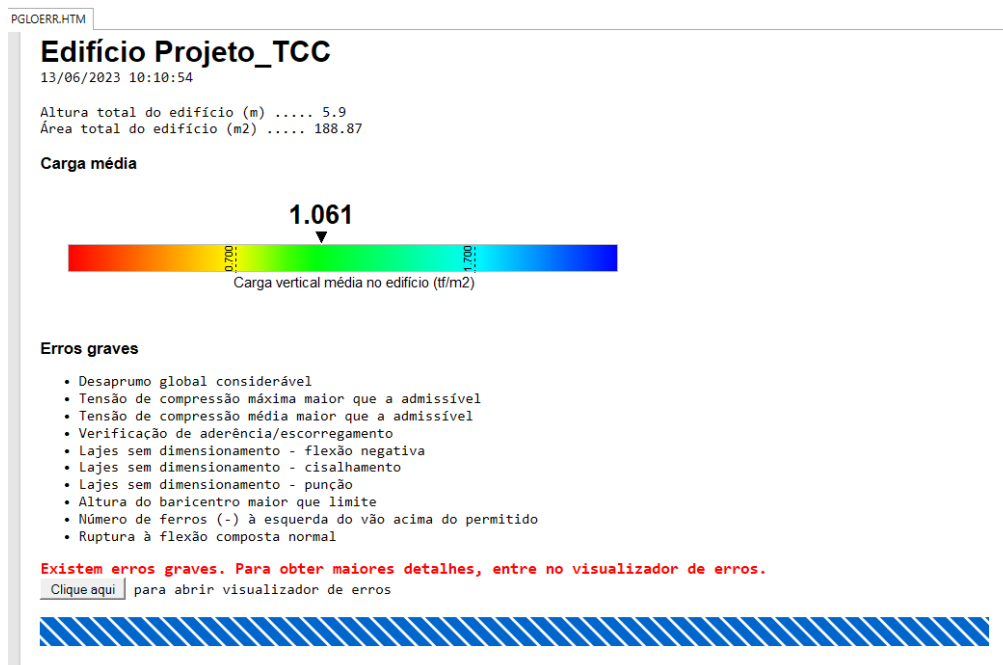 PGLOERR.HTM
Edifício Projeto_TCC
13/06/2023 10:10:54
Altura total do edifício (m) ..... 5.9
Área total do edifício (m2) ..... 188.87
Carga média
1.061
0.700 1.700
Carga vertical média no edifício (tf/m2)
Erros graves
• Desaprumo global considerável
• Tensão de compressão máxima maior que a admissível
• Tensão de compressão média maior que a admissível
• Verificação de aderência/escorregamento
• Lajes sem dimensionamento - flexão negativa
• Lajes sem dimensionamento - cisalhamento
• Lajes sem dimensionamento - punção
• Altura do baricentro maior que limite
• Número de ferros (-) à esquerda do vão acima do permitido
• Ruptura à flexão composta normal
Existem erros graves. Para obter maiores detalhes, entre no visualizador de erros.
Clique aqui para abrir visualizador de erros